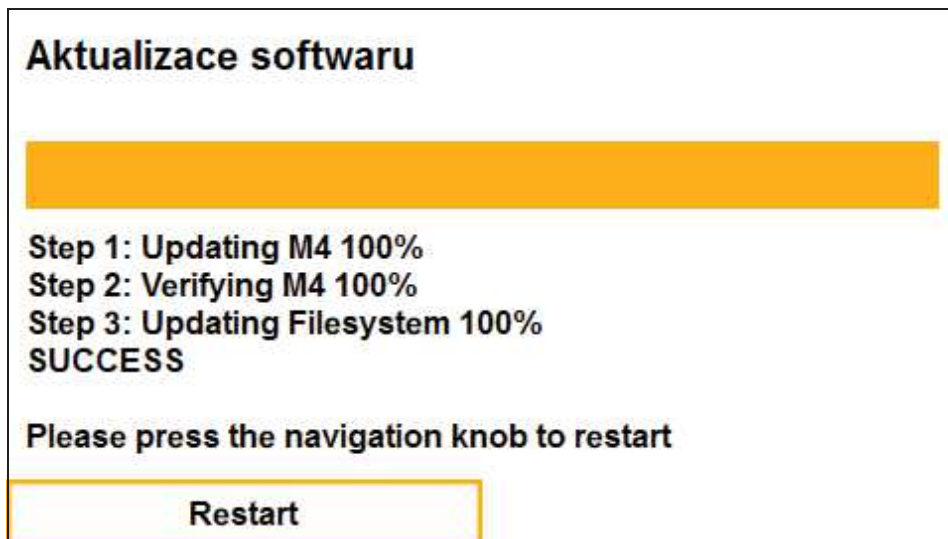 Aktualizace softwaru
Step 1: Updating M4 100%
Step 2: Verifying M4 100%
Step 3: Updating Filesystem 100%
SUCCESS
Please press the navigation knob to restart
Restart